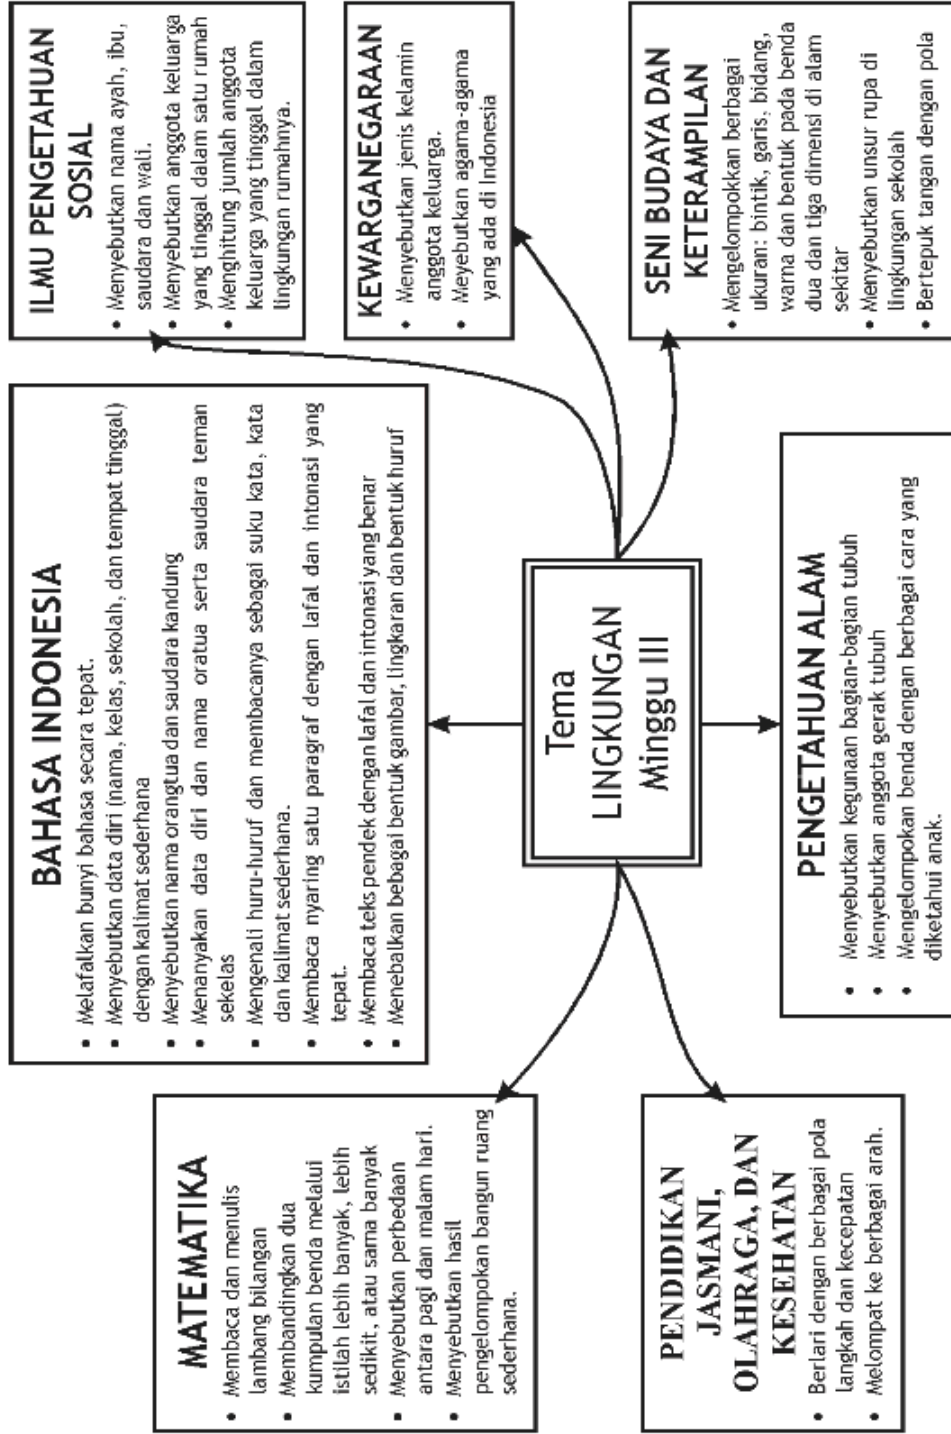 BAHASA INDONESIA
• Melafalkan bunyi bahasa secara tepat.
• Menyebutkan data diri (nama, kelas, sekolah, dan tempat tinggal)
dengan kalimat sederhana
• Menyebutkan nama orangtua dan saudara kandung
• Menanyakan data diri dan nama oratua serta saudara teman
sekelas
• Mengenali huru-huruf dan membacanya sebagai suku kata, kata
dan kalimat sederhana.
• Membaca nyaring satu paragraf dengan lafal dan intonasi yang
tepat.
• Membaca teks pendek dengan lafal dan intonasi yang benar
• Menebalkan bebagai bentuk gambar, lingkaran dan bentuk huruf
ILMU PENGETAHUAN
SOSIAL
• Menyebutkan nama ayah, ibu,
saudara dan wali.
• Menyebutkan anggota keluarga
yang tinggal dalam satu rumah
• Menghitung jumlah anggota
keluarga yang tinggal dalam
lingkungan rumahnya.
MATEMATIKA
• Membaca dan menulis
lambang bilangan
• Membandingkan dua
kumpulan benda melalui
istilah lebih banyak, lebih
sedikit, atau sama banyak
• Menyebutkan perbedaan
antara pagi dan malam hari.
• Menyebutkan hasil
pengelompokan bangun ruang
sederhana.
Tema
LINGKUNGAN
Minggu III
KEWARGANEGARAAN
• Menyebutkan jenis kelamin
anggota keluarga.
• Meyebutkan agama-agama
yang ada di Indonesia
PENDIDIKAN
JASMANI,
OLAHRAGA, DAN
KESEHATAN
• Berlari dengan berbagai pola
langkah dan kecepatan
• Melompat ke berbagai arah.
PENGETAHUAN ALAM
• Menyebutkan kegunaan bagian-bagian tubuh
• Menyebutkan anggota gerak tubuh
• Mengelompokan benda dengan berbagai cara yang
diketahui anak.
SENI BUDAYA DAN
KETERAMPILAN
• Mengelompokkan berbagai
ukuran: bintik, garis, bidang,
warna dan bentuk pada benda
dua dan tiga dimensi di alam
sekitar
• Menyebutkan unsur rupa di
lingkungan sekolah
• Bertepuk tangan dengan pola